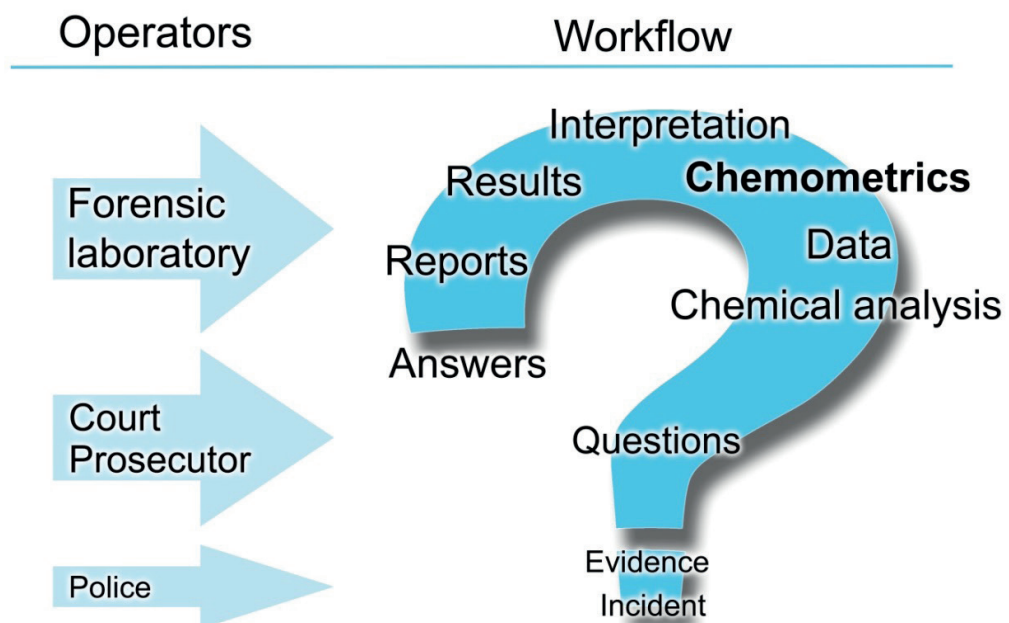 Operators
Workflow
Forensic
laboratory
Court
Prosecutor
Police
Interpretation
Chemometrics
Results
Data
Reports
Chemical analysis
Answers
Questions
Evidence
Incident